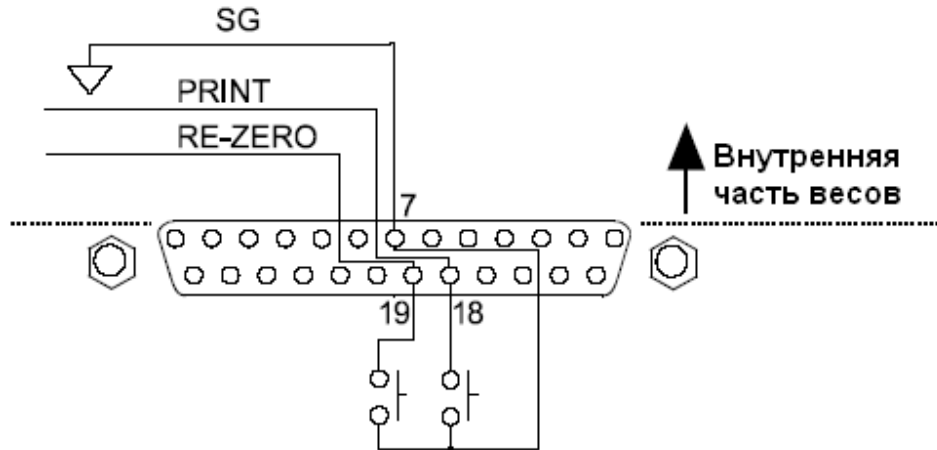 SG
PRINT
RE-ZERO
7
Внутренняя
часть весов
19 18